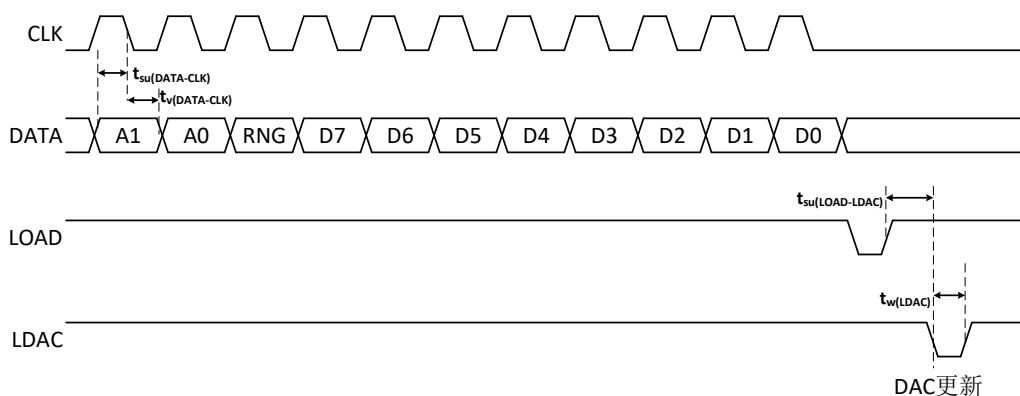 CLK
tsu(DATA-CLK)
tv(DATA-CLK)
DATA A1 A0 RNG D7 D6 D5 D4 D3 D2 D1 D0
tsu(LOAD-LDAC)
LOAD
tw(LDAC)
LDAC
DAC更新